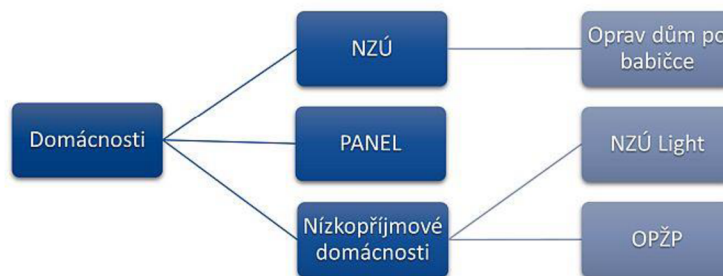 NZÚ
Oprav dům po
babičce
Domácnosti
PANEL
NZÚ Light
Nízkopříjmové
domácnosti
OPŽP